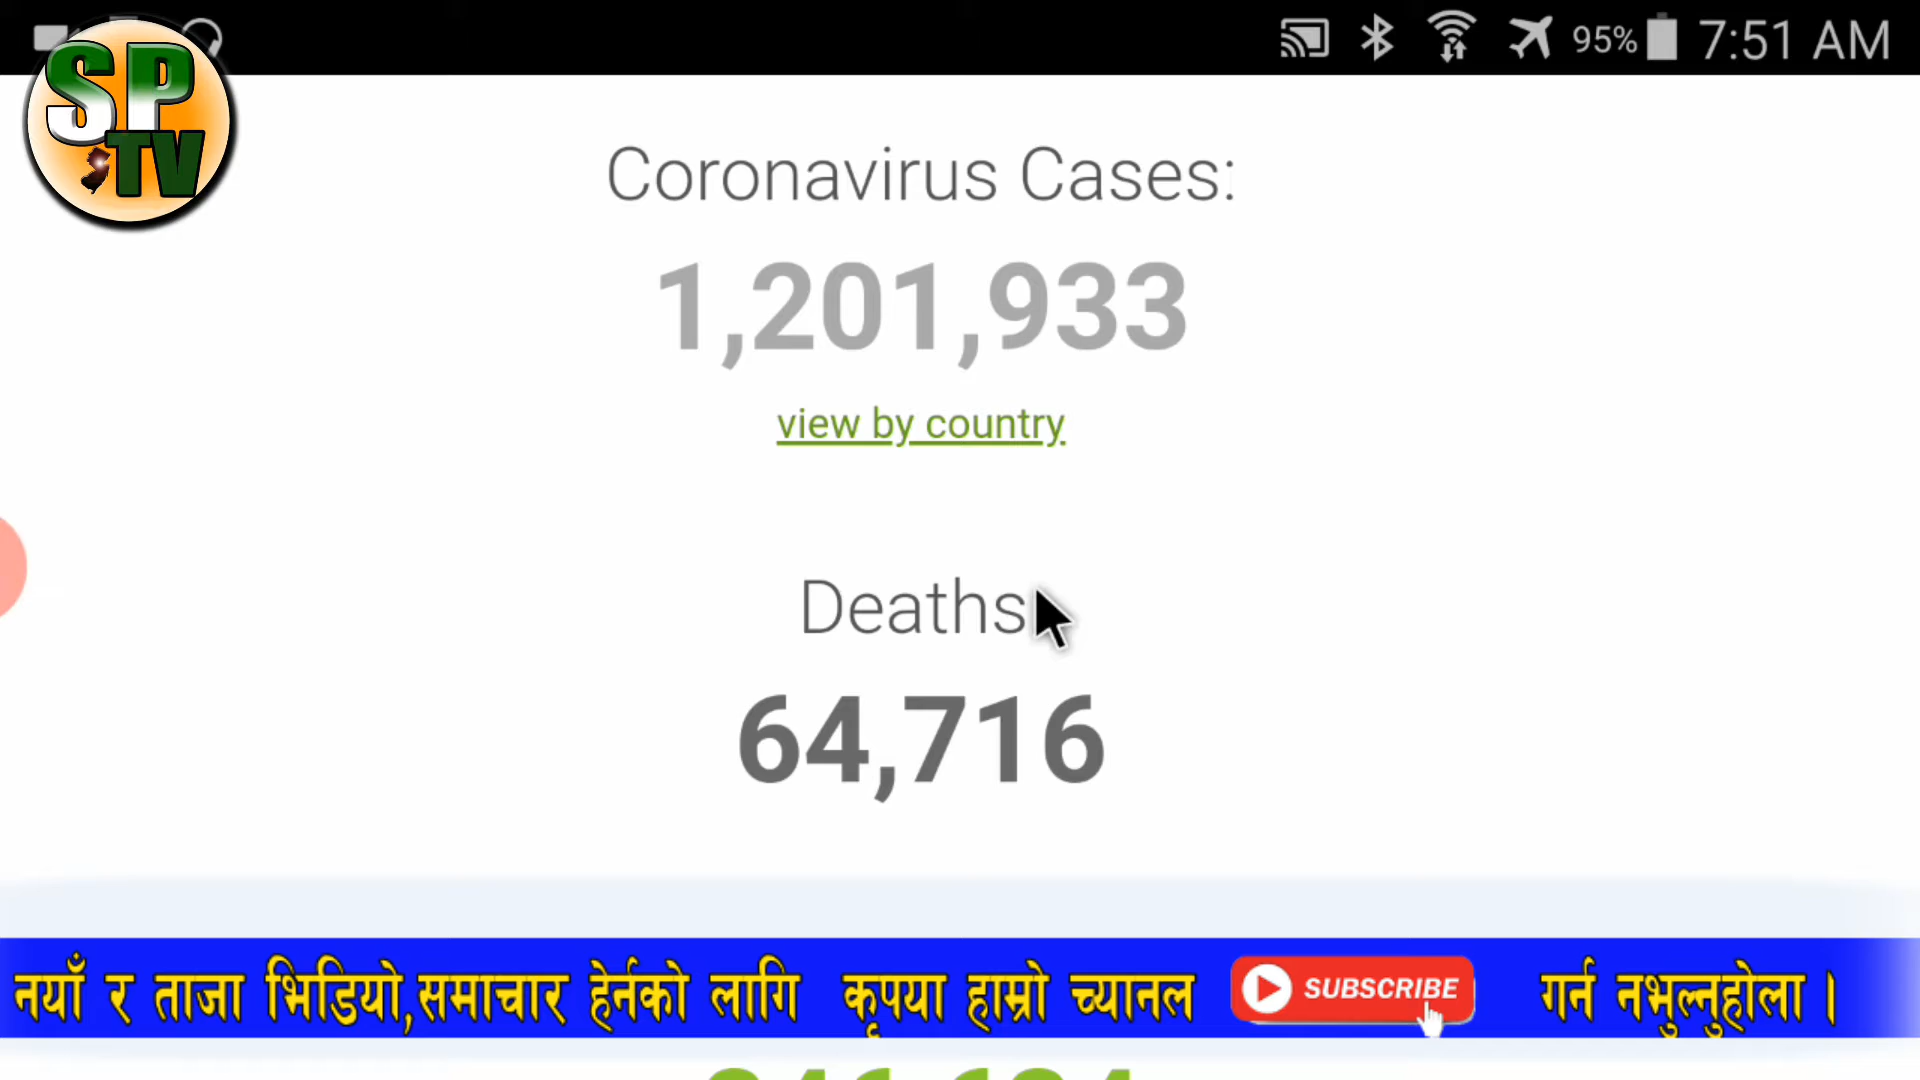 95% 7:51 AM
SP
TV
Coronavirus Cases:
1,201,933
view by country
Deaths
64,716
नयाँ र ताजा भिडियो,समाचार हेर्नको लागि कृपया हाम्रो च्यानल SUBSCRIBE गर्न नभुल्नुहोला ।